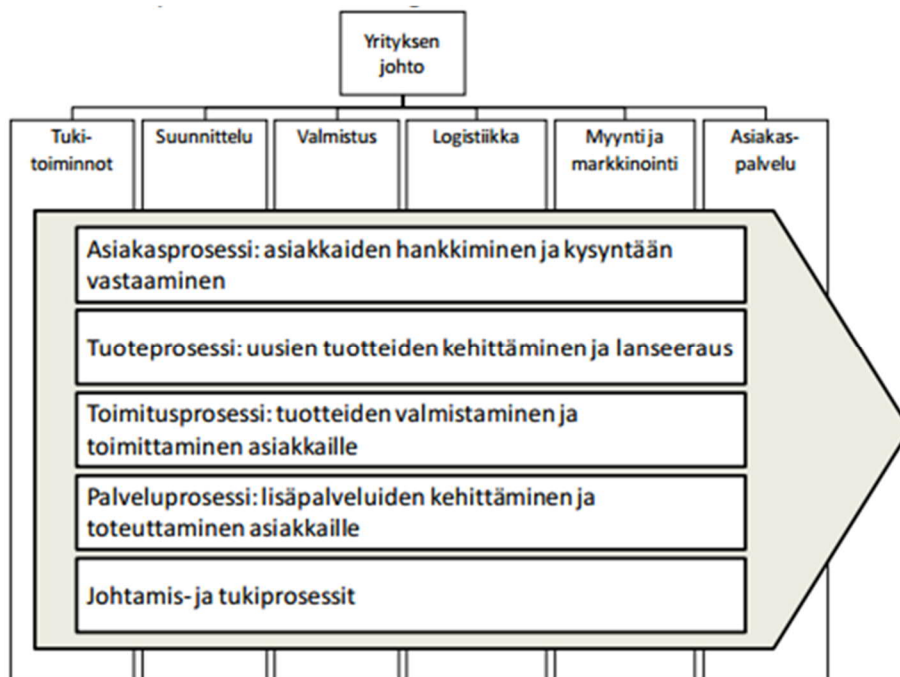 Yrityksen
johto
Tuki-
toiminnot
Suunnittelu
Valmistus
Logistiikka
Myynti ja
markkinointi
Asiakas-
palvelu
Asiakasprosessi: asiakkaiden hankkiminen ja kysyntään
vastaaminen
Tuoteprosessi: uusien tuotteiden kehittäminen ja lanseeraus
Toimitusprosessi: tuotteiden valmistaminen ja
toimittaminen asiakkaille
Palveluprosessi: lisäpalveluiden kehittäminen ja
toteuttaminen asiakkaille
Johtamis- ja tukiprosessit